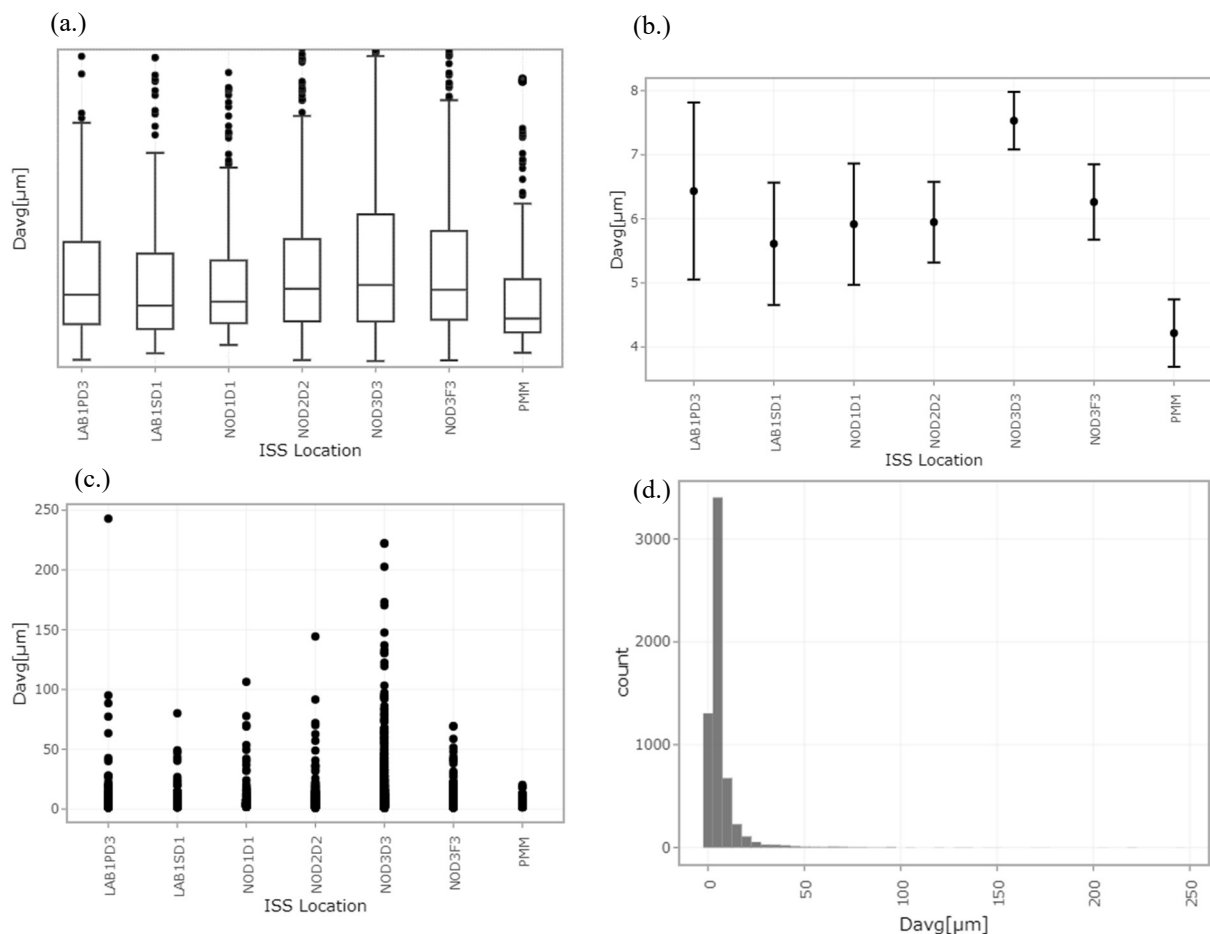 (a.)
Davg[µm]
LAB1PD3
LAB1SD1
NOD1D1
NOD2D2
NOD3D3
NOD3F3
PMM
ISS Location
(b.)
Davg[µm]
8
7
6
5
4
LAB1PD3
LAB1SD1
NOD1D1
NOD2D2
NOD3D3
NOD3F3
PMM
ISS Location
(c.)
Davg[µm]
250
200
150
100
50
0
LAB1PD3
LAB1SD1
NOD1D1
NOD2D2
NOD3D3
NOD3F3
PMM
ISS Location
(d.)
count
3000
2000
1000
0
0
50
100
150
200
250
Davg[µm]